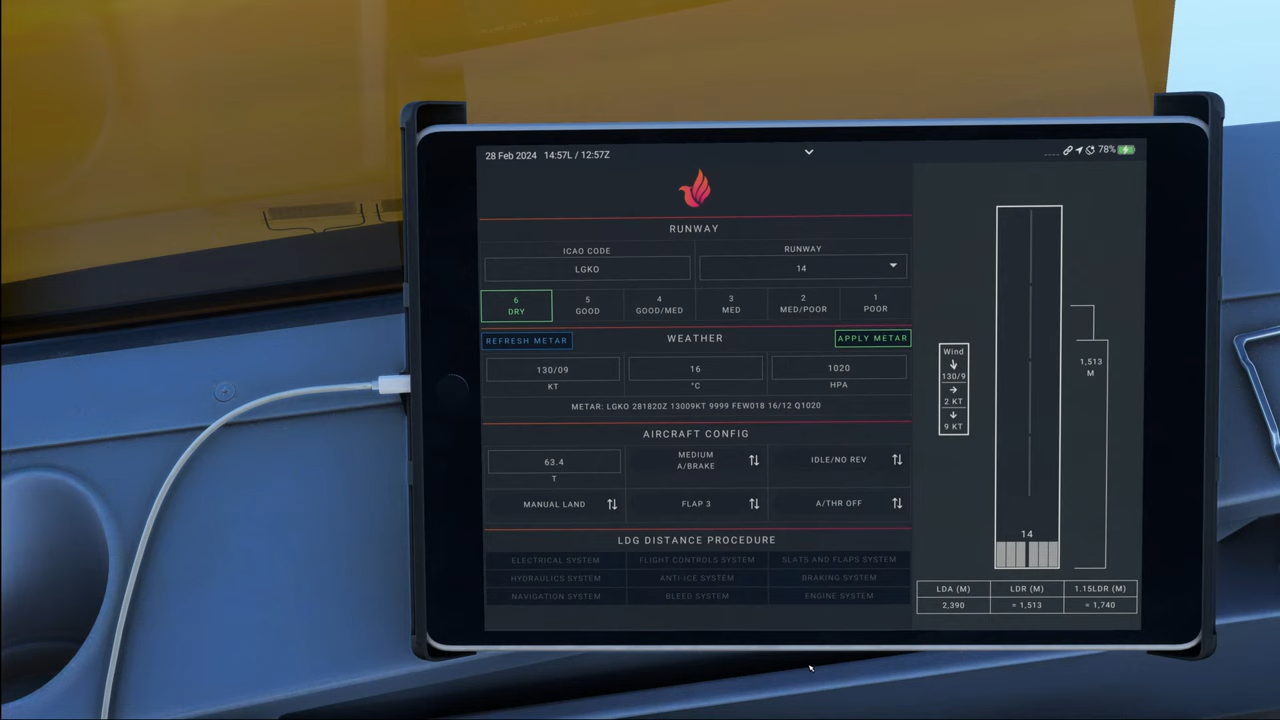 28 Feb 2024 14:57L / 12:57Z
78%
RUNWAY
ICAO CODE
RUNWAY
LGKO
14
6
DRY
5
GOOD
4
GOOD/MED
3
MED
2
MED/POOR
1
POOR
REFRESH METAR
WEATHER
APPLY METAR
130/09
16
1020
KT
°C
HPA
METAR: LGKO 281820Z 13009KT 9999 FEW018 16/12 Q1020
AIRCRAFT CONFIG
63.4
T
MEDIUM
A/BRAKE
IDLE/NO REV
MANUAL LAND
FLAP 3
A/THR OFF
LDG DISTANCE PROCEDURE
ELECTRICAL SYSTEM
FLIGHT CONTROLS SYSTEM
SLATS AND FLAPS SYSTEM
HYDRAULICS SYSTEM
ANTI-ICE SYSTEM
BRAKING SYSTEM
NAVIGATION SYSTEM
BLEED SYSTEM
ENGINE SYSTEM
Wind
130/9
2 KT
9 KT
1,513
M
14
LDA (M)
LDR (M)
1.15LDR (M)
2,390
= 1,513
= 1,740